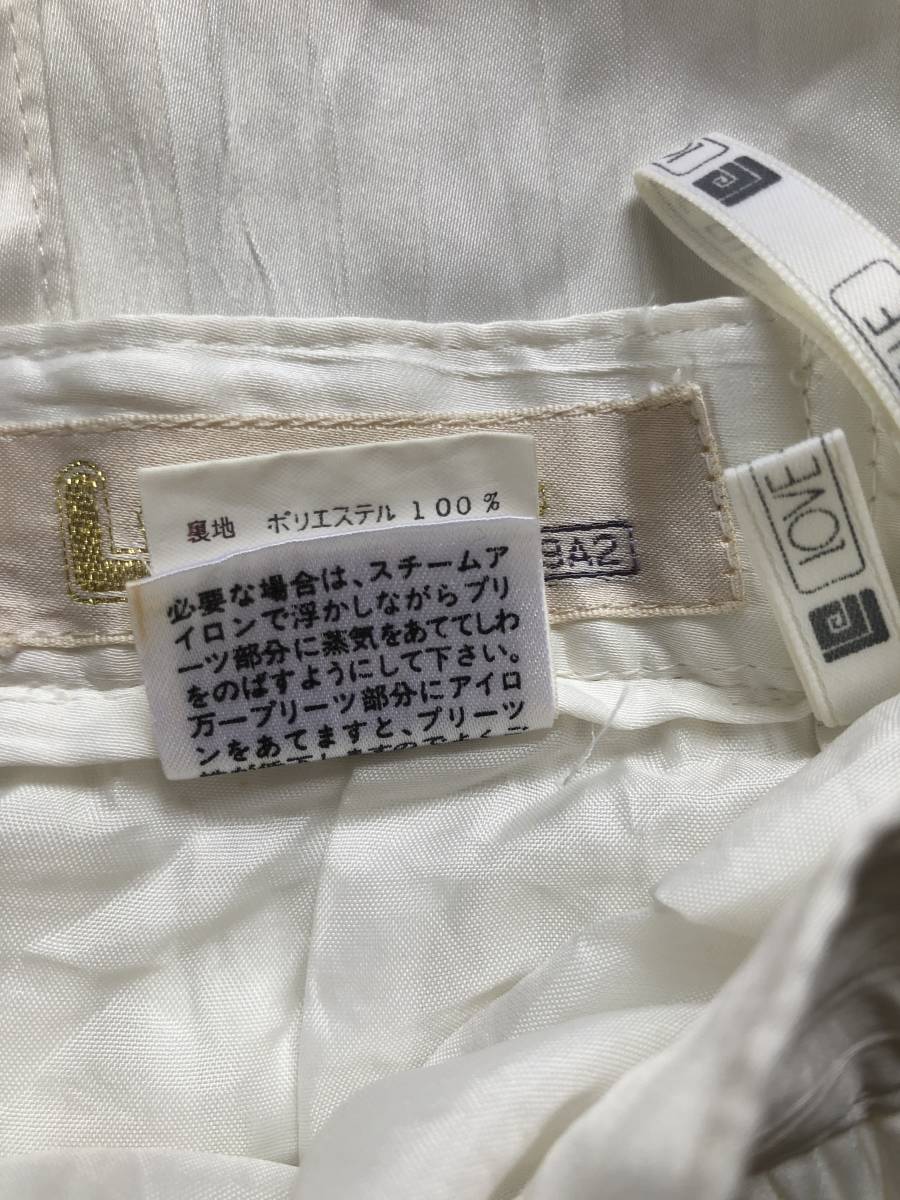 裏地 ポリエステル 100%
必要な場合は、スチームア
イロンで浮かしながらプリ
ーツ部分に蒸気をあててしわ
をのばすようにして下さい。
万一プリーツ部分にアイロ
ンをあてますと、プリーツ
L
BA2
LOVE